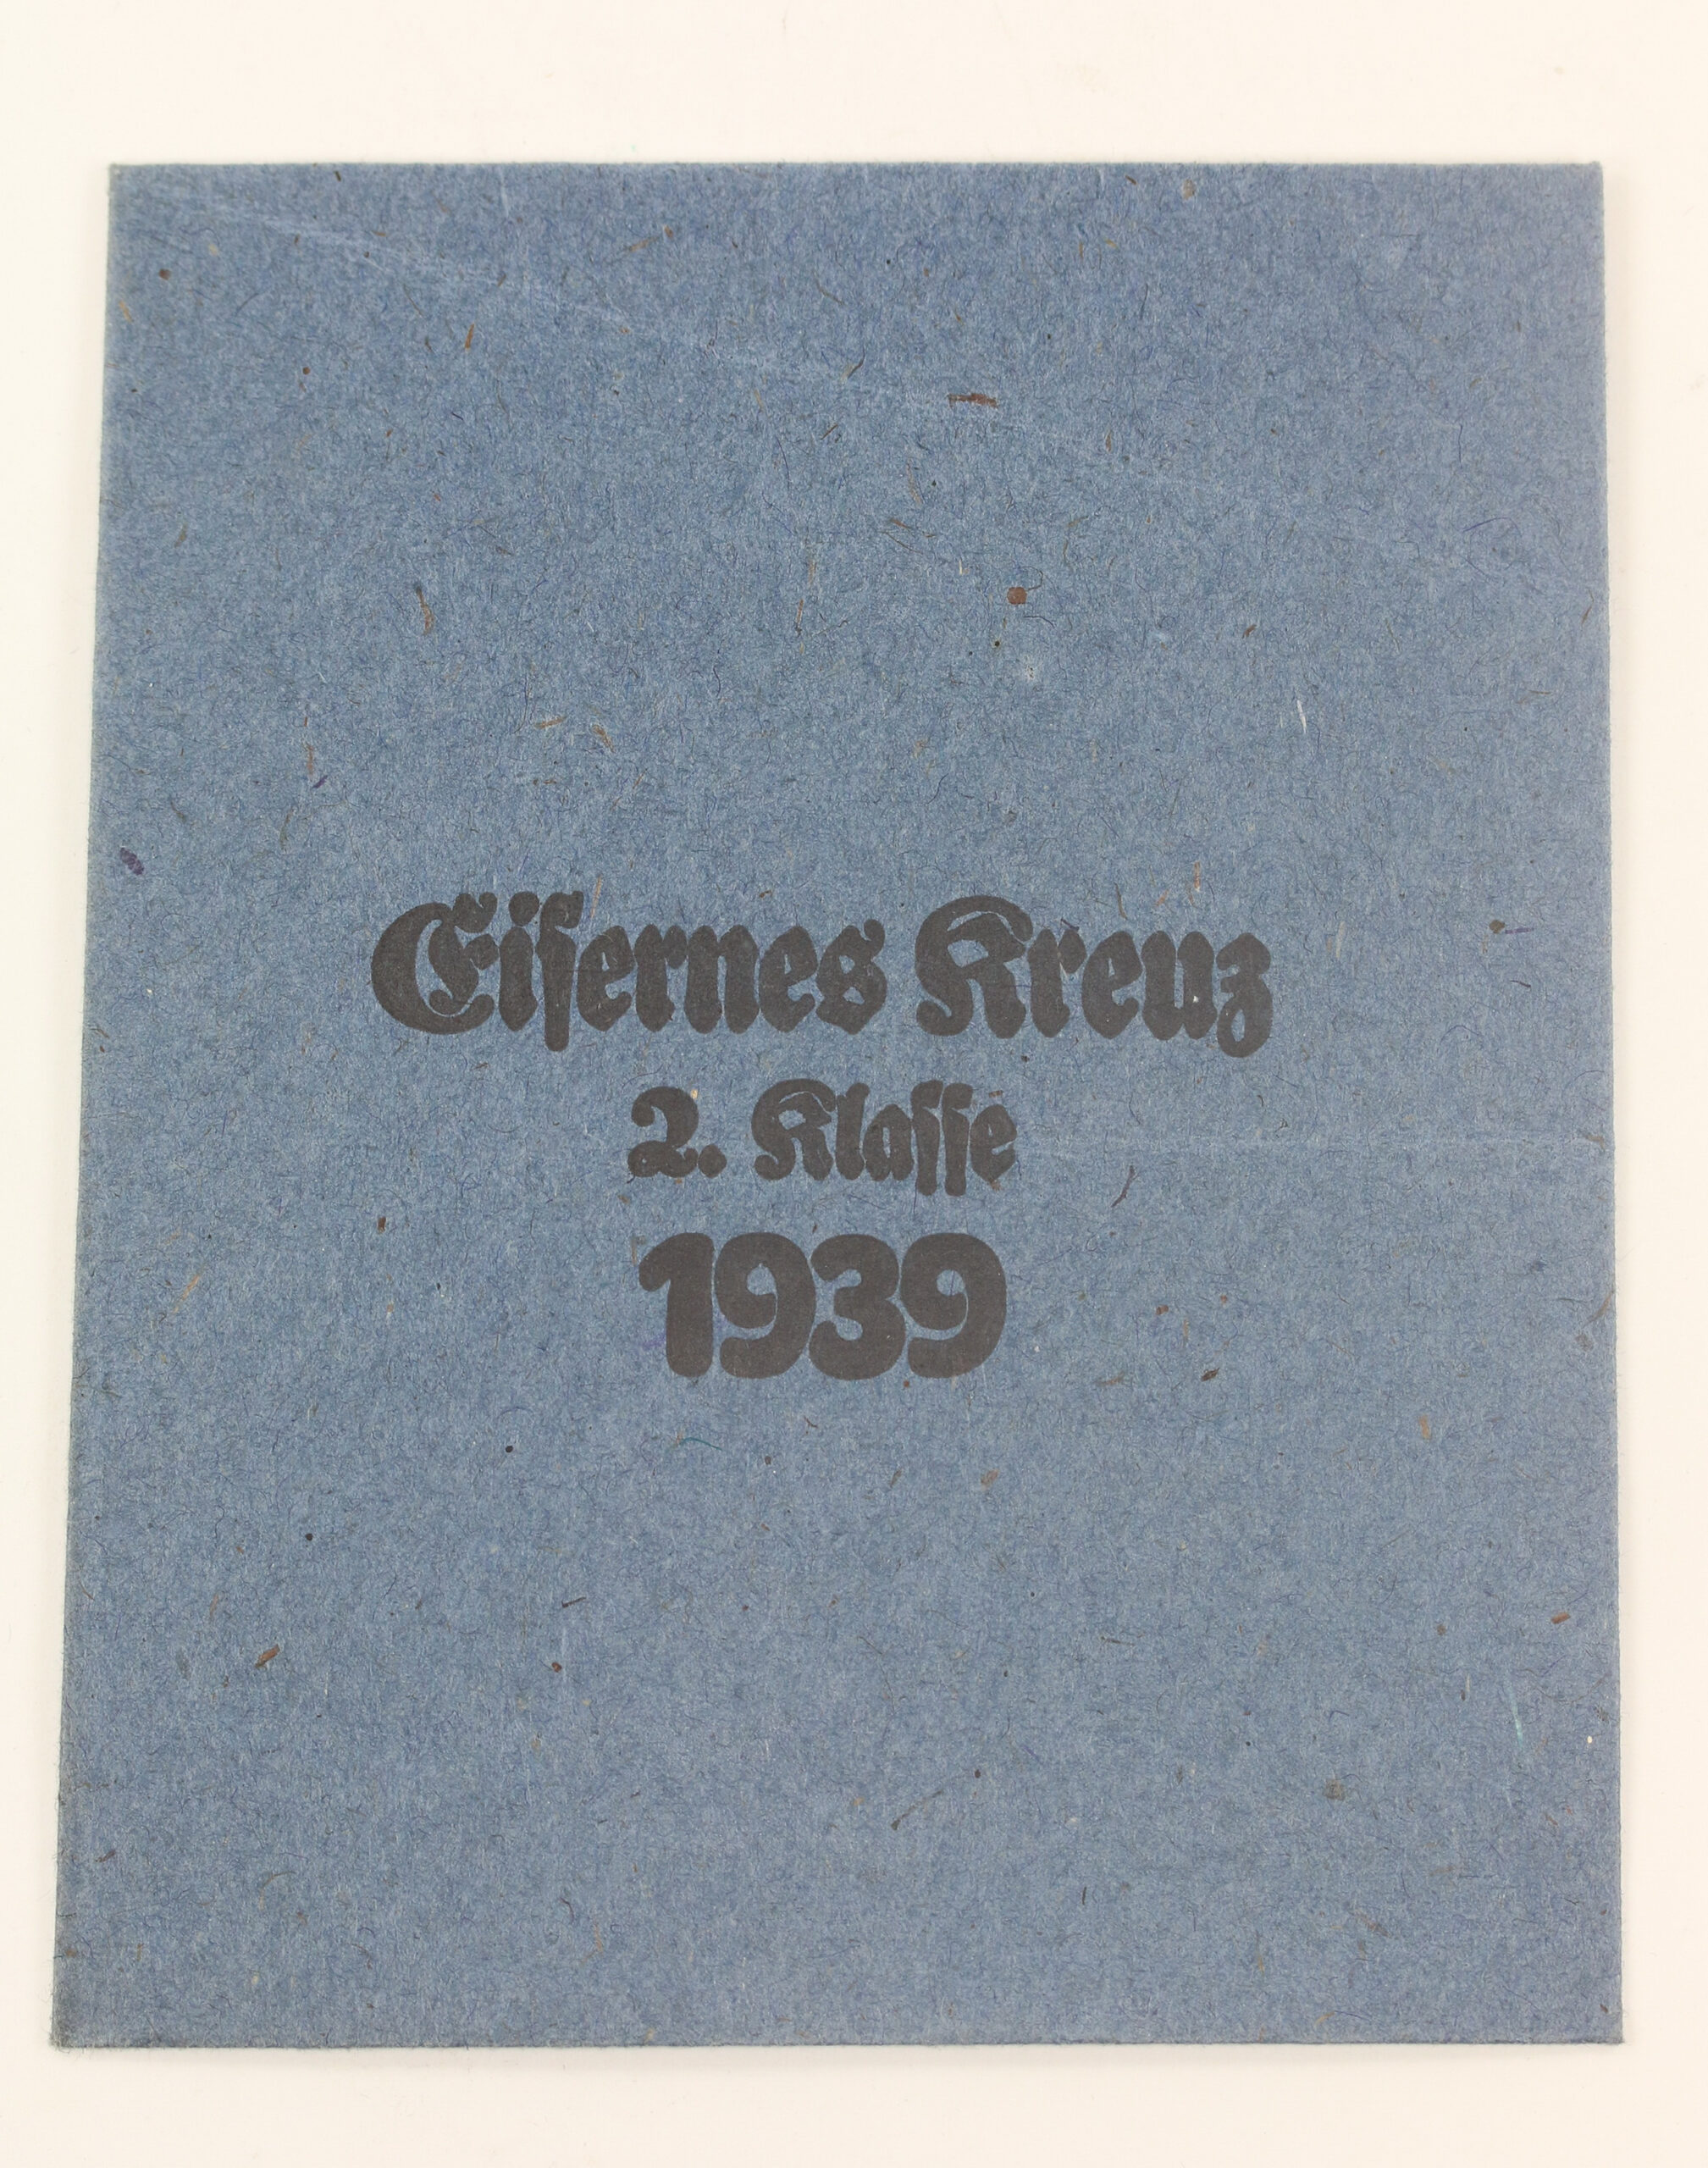 Eiſernes Kreuz
2. Klaſſe
1939